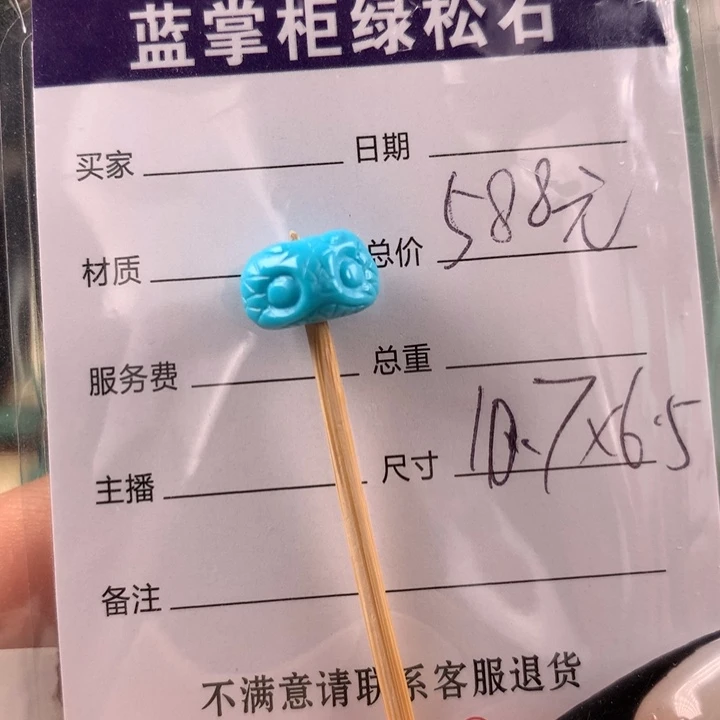 蓝掌柜绿松石
买家 日期
材质 总价 588元
服务费 总重
主播 尺寸 10.7x6.5
备注
不满意请联系客服退货